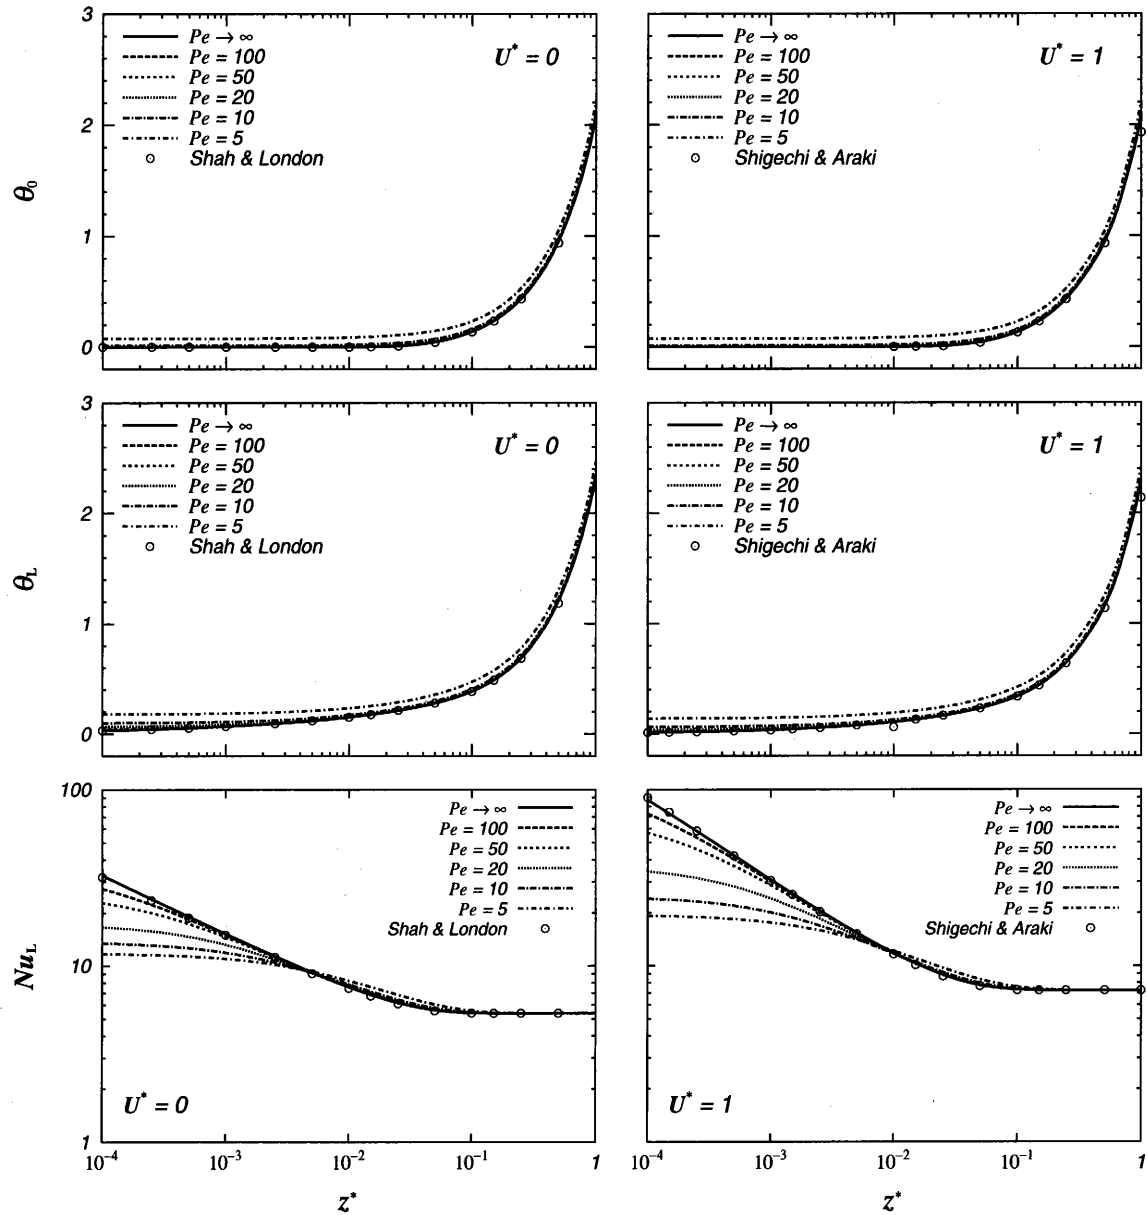 3
2
1
0
θ₀
Pe → ∞
Pe = 100
Pe = 50
Pe = 20
Pe = 10
Pe = 5
Shah & London
U* = 0
Pe → ∞
Pe = 100
Pe = 50
Pe = 20
Pe = 10
Pe = 5
Shigechi & Araki
U* = 1
3
2
1
0
θL
Pe → ∞
Pe = 100
Pe = 50
Pe = 20
Pe = 10
Pe = 5
Shah & London
U* = 0
Pe → ∞
Pe = 100
Pe = 50
Pe = 20
Pe = 10
Pe = 5
Shigechi & Araki
U* = 1
100
10
1
NuL
Pe → ∞
Pe = 100
Pe = 50
Pe = 20
Pe = 10
Pe = 5
Shah & London
U* = 0
10⁻⁴ 10⁻³ 10⁻² 10⁻¹ 1
z*
Pe → ∞
Pe = 100
Pe = 50
Pe = 20
Pe = 10
Pe = 5
Shigechi & Araki
U* = 1
10⁻⁴ 10⁻³ 10⁻² 10⁻¹ 1
z*